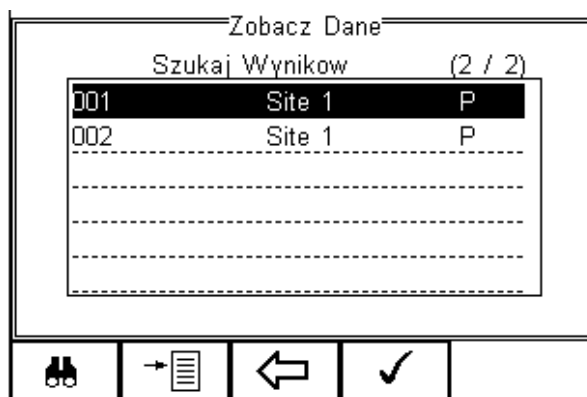 Zobacz Dane
Szukaj Wynikow (2 / 2)
001 Site 1 P
002 Site 1 P